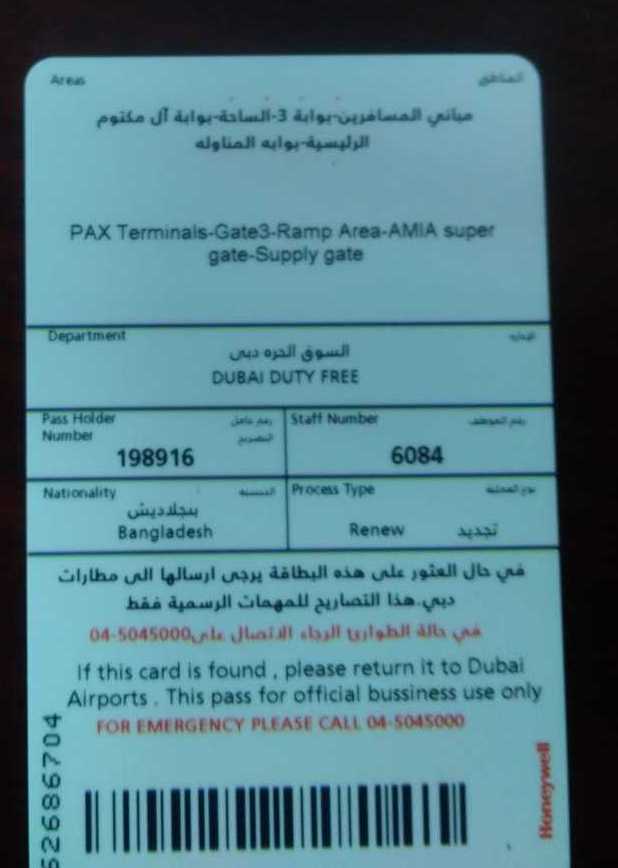 Areas المناطق
مباني المسافرين-بوابة 3-الساحة-بوابة آل مكتوم
الرئيسية-بوابه المناوله
PAX Terminals-Gate3-Ramp Area-AMIA super
gate-Supply gate
Department
السوق الحره دبى
DUBAI DUTY FREE
Pass Holder رقم حامل
Number التصريح
198916
Staff Number رقم الموظف
6084
Nationality الجنسية
بنجلاديش
Bangladesh
Process Type
Renew تجديد
في حال العثور على هذه البطاقة يرجى ارسالها الى مطارات
دبي.هذا التصاريح للمهمات الرسمية فقط
في حالة الطوارئ الرجاء الاتصال على04-5045000
If this card is found , please return it to Dubai
Airports . This pass for official bussiness use only
FOR EMERGENCY PLEASE CALL 04-5045000
62686704
Honeywell